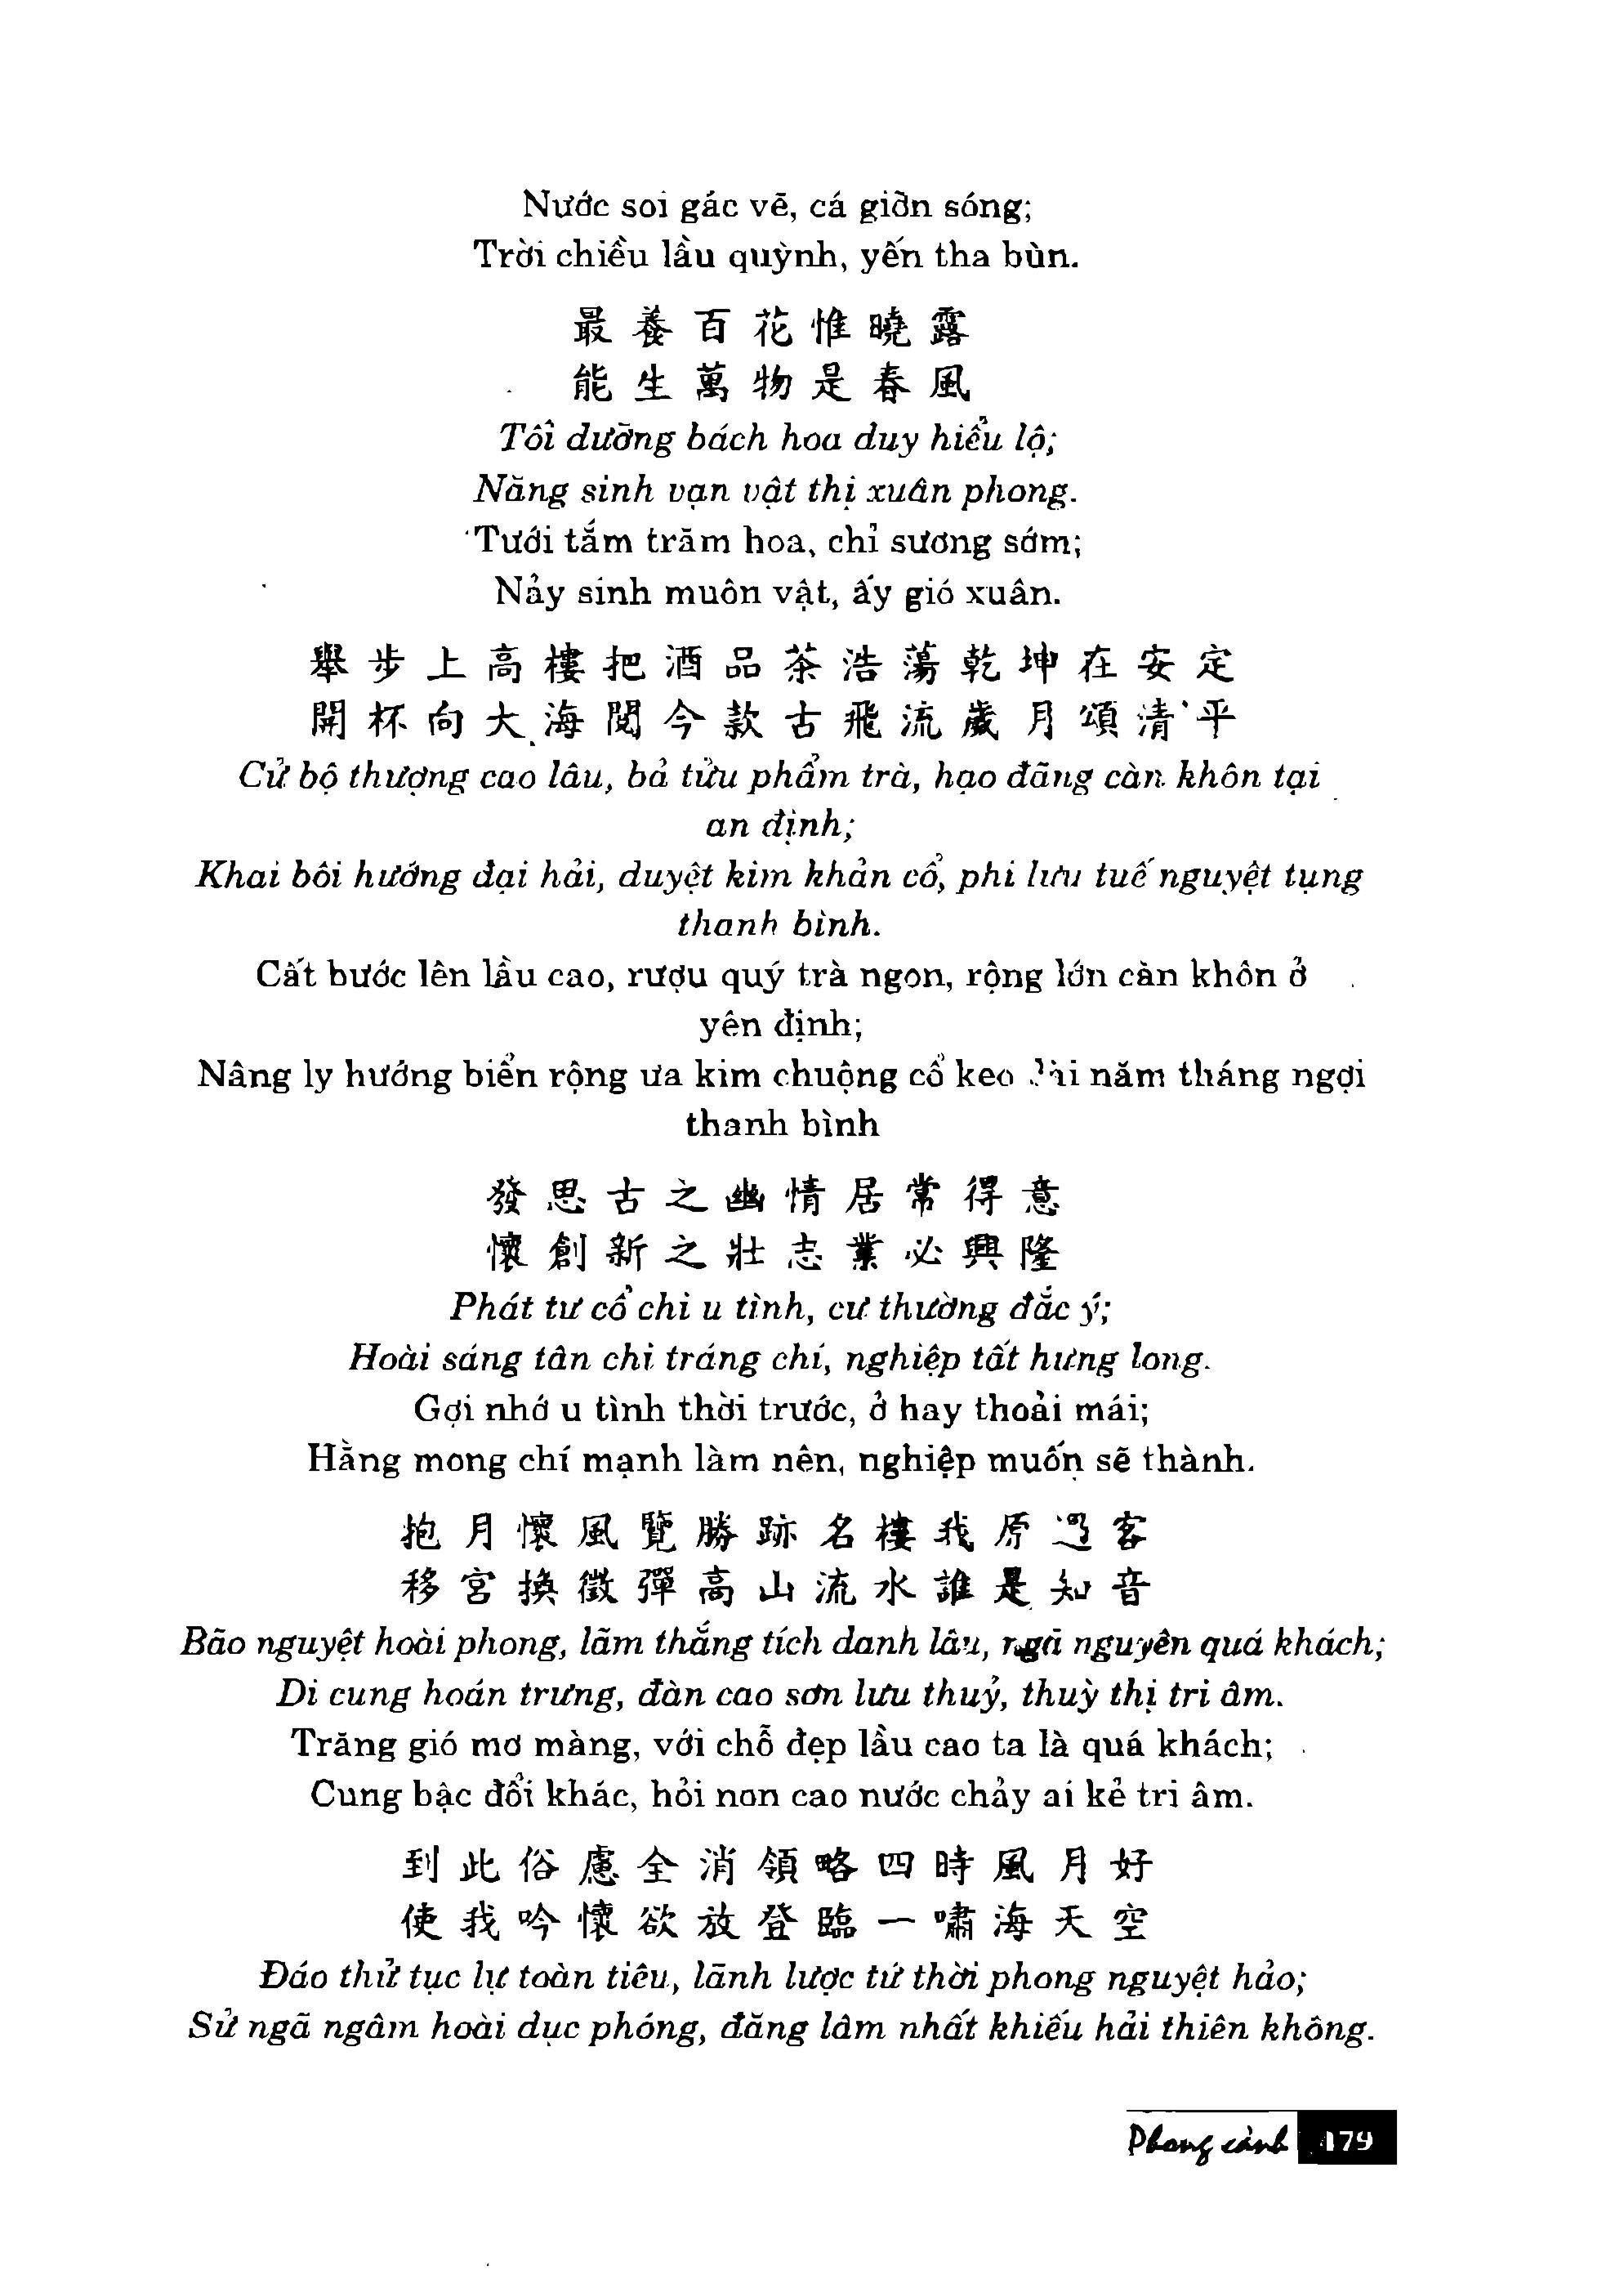 Nước soi gác vẽ, cá giỡn sóng;
Trời chiều lầu quỳnh, yến tha bùn.
最養百花惟曉露
能生萬物是春風
Tối dưỡng bách hoa duy hiểu lộ;
Năng sinh vạn vật thị xuân phong.
Tưới tắm trăm hoa, chỉ sương sớm;
Nảy sinh muôn vật, ấy gió xuân.
舉步上高樓把酒品茶浩蕩乾坤在安定
開杯向大海閱今款古飛流歲月頌清平
Cử bộ thượng cao lâu, bả tửu phẩm trà, hạo đãng càn khôn tại
an định;
Khai bôi hướng đại hải, duyệt kim khản cổ, phi lưu tuế nguyệt tụng
thanh bình.
Cất bước lên lầu cao, rượu quý trà ngon, rộng lớn càn khôn ở
yên định;
Nâng ly hướng biển rộng ưa kim chuộng cổ keo dài năm tháng ngợi
thanh bình
發思古之幽情居常得意
懷創新之壯志業必興隆
Phát tư cổ chi u tình, cư thường đắc ý;
Hoài sáng tân chi tráng chí, nghiệp tất hưng long.
Gợi nhớ u tình thời trước, ở hay thoải mái;
Hằng mong chí mạnh làm nên, nghiệp muốn sẽ thành.
抱月懷風覽勝跡名樓我原過客
移宮換徵彈高山流水誰是知音
Bão nguyệt hoài phong, lãm thắng tích danh lâu, ngã nguyên quá khách;
Di cung hoán trưng, đàn cao sơn lưu thuỷ, thuỳ thị tri âm.
Trăng gió mơ màng, với chỗ đẹp lầu cao ta là quá khách;
Cung bậc đổi khác, hỏi non cao nước chảy ai kẻ tri âm.
到此俗慮全消領略四時風月好
使我吟懷欲放登臨一嘯海天空
Đáo thử tục lự toàn tiêu, lãnh lược tứ thời phong nguyệt hảo;
Sử ngã ngâm hoài dục phóng, đăng lâm nhất khiếu hải thiên không.
Phong cảnh 479